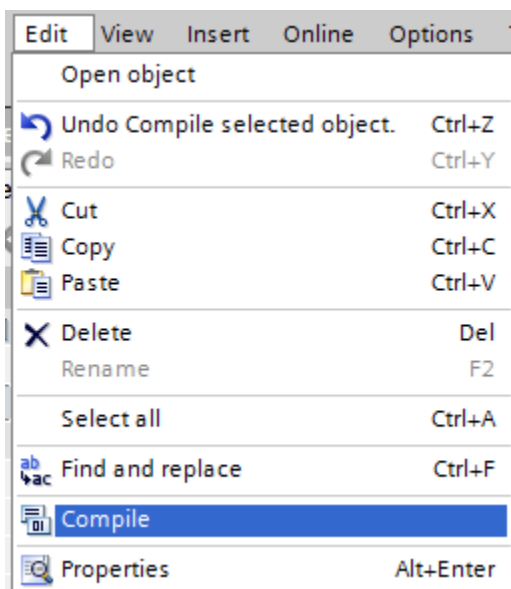 Edit View Insert Online Options
Open object
Undo Compile selected object. Ctrl+Z
Redo Ctrl+Y
Cut Ctrl+X
Copy Ctrl+C
Paste Ctrl+V
Delete Del
Rename F2
Select all Ctrl+A
Find and replace Ctrl+F
Compile
Properties Alt+Enter